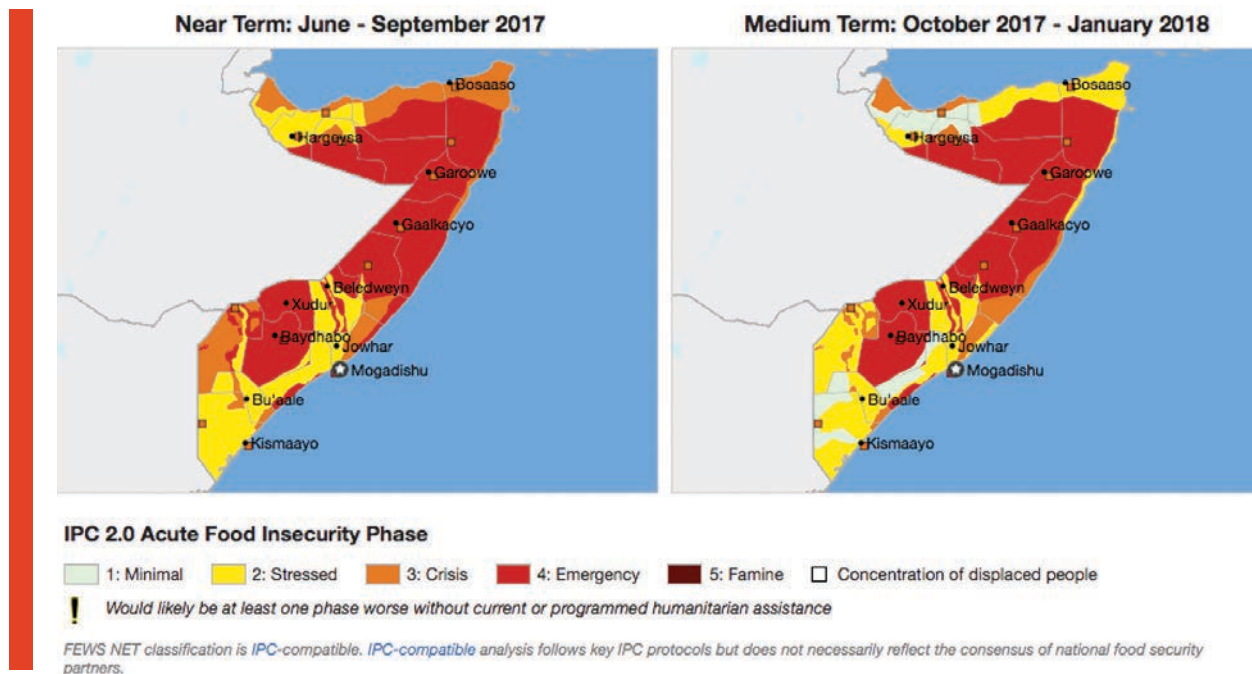 Near Term: June - September 2017
Medium Term: October 2017 - January 2018
Bosaaso
Hargeysa
Garoowe
Gaalkacyo
Beledweyn
Xudur
Baydhabo
Jowhar
Mogadishu
Bu'aale
Kismaayo
Bosaaso
Hargeysa
Garoowe
Gaalkacyo
Beledweyn
Xudur
Baydhabo
Jowhar
Mogadishu
Bu'aale
Kismaayo
IPC 2.0 Acute Food Insecurity Phase
1: Minimal 2: Stressed 3: Crisis 4: Emergency 5: Famine Concentration of displaced people
! Would likely be at least one phase worse without current or programmed humanitarian assistance
FEWS NET classification is IPC-compatible. IPC-compatible analysis follows key IPC protocols but does not necessarily reflect the consensus of national food security
partners.